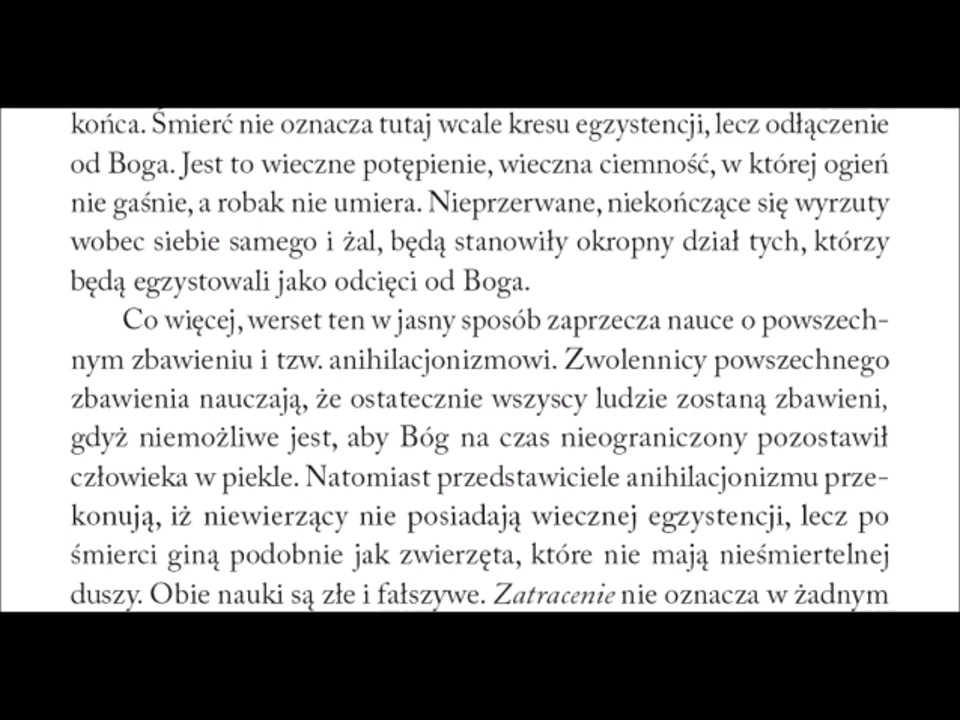 końca. Śmierć nie oznacza tutaj wcale kresu egzystencji, lecz odłączenie
od Boga. Jest to wieczne potępienie, wieczna ciemność, w której ogień
nie gaśnie, a robak nie umiera. Nieprzerwane, niekończące się wyrzuty
wobec siebie samego i żal, będą stanowiły okropny dział tych, którzy
będą egzystowali jako odcięci od Boga.
Co więcej, werset ten w jasny sposób zaprzecza nauce o powszech-
nym zbawieniu i tzw. anihilacjonizmowi. Zwolennicy powszechnego
zbawienia nauczają, że ostatecznie wszyscy ludzie zostaną zbawieni,
gdyż niemożliwe jest, aby Bóg na czas nieograniczony pozostawił
człowieka w piekle. Natomiast przedstawiciele anihilacjonizmu prze-
konują, iż niewierzący nie posiadają wiecznej egzystencji, lecz po
śmierci giną podobnie jak zwierzęta, które nie mają nieśmiertelnej
duszy. Obie nauki są złe i fałszywe. Zatracenie nie oznacza w żadnym